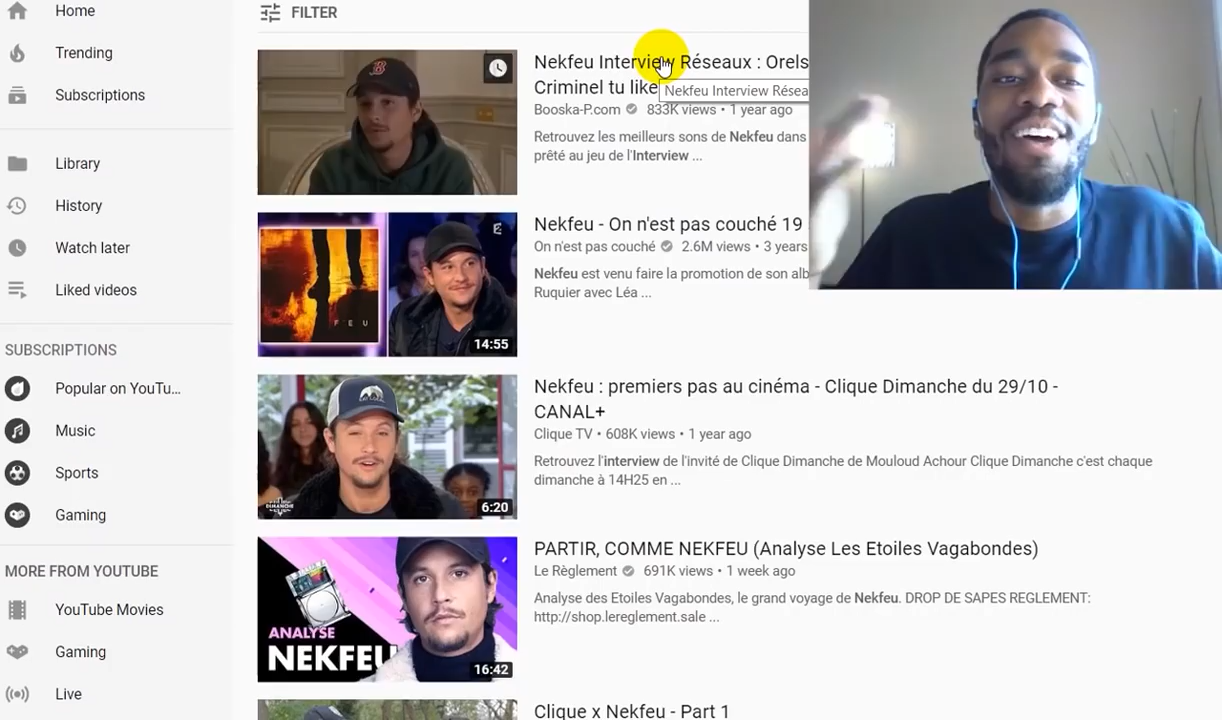 Home
Trending
Subscriptions
Library
History
Watch later
Liked videos
SUBSCRIPTIONS
Popular on YouTu...
Music
Sports
Gaming
MORE FROM YOUTUBE
YouTube Movies
Gaming
Live
FILTER
B
Nekfeu Interview Réseaux : Orels
Criminel tu like
Nekfeu Interview Résea
Booska-P.com 833K views • 1 year ago
Retrouvez les meilleurs sons de Nekfeu dans
prêté au jeu de l'Interview ...
FEU
2
14:55
Nekfeu - On n'est pas couché 19
On n'est pas couché 2.6M views • 3 years
Nekfeu est venu faire la promotion de son alb
Ruquier avec Léa ...
DIMANCHE
6:20
Nekfeu : premiers pas au cinéma - Clique Dimanche du 29/10 -
CANAL+
Clique TV • 608K views • 1 year ago
Retrouvez l'interview de l'invité de Clique Dimanche de Mouloud Achour Clique Dimanche c'est chaque
dimanche à 14H25 en ...
ANALYSE
NEKFEU
16:42
PARTIR, COMME NEKFEU (Analyse Les Etoiles Vagabondes)
Le Règlement 691K views • 1 week ago
Analyse des Etoiles Vagabondes, le grand voyage de Nekfeu. DROP DE SAPES REGLEMENT:
http://shop.lereglement.sale ...
Clique x Nekfeu - Part 1